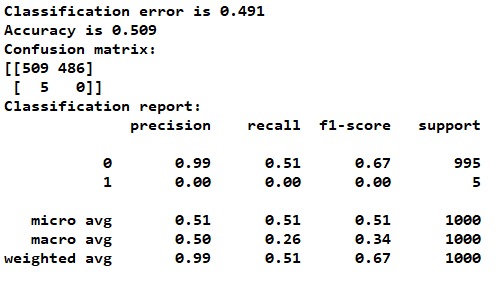 Classification error is 0.491
Accuracy is 0.509
Confusion matrix:
[[509 486]
 [  5   0]]
Classification report:
              precision    recall  f1-score   support

           0       0.99      0.51      0.67       995
           1       0.00      0.00      0.00         5

   micro avg       0.51      0.51      0.51      1000
   macro avg       0.50      0.26      0.34      1000
weighted avg       0.99      0.51      0.67      1000